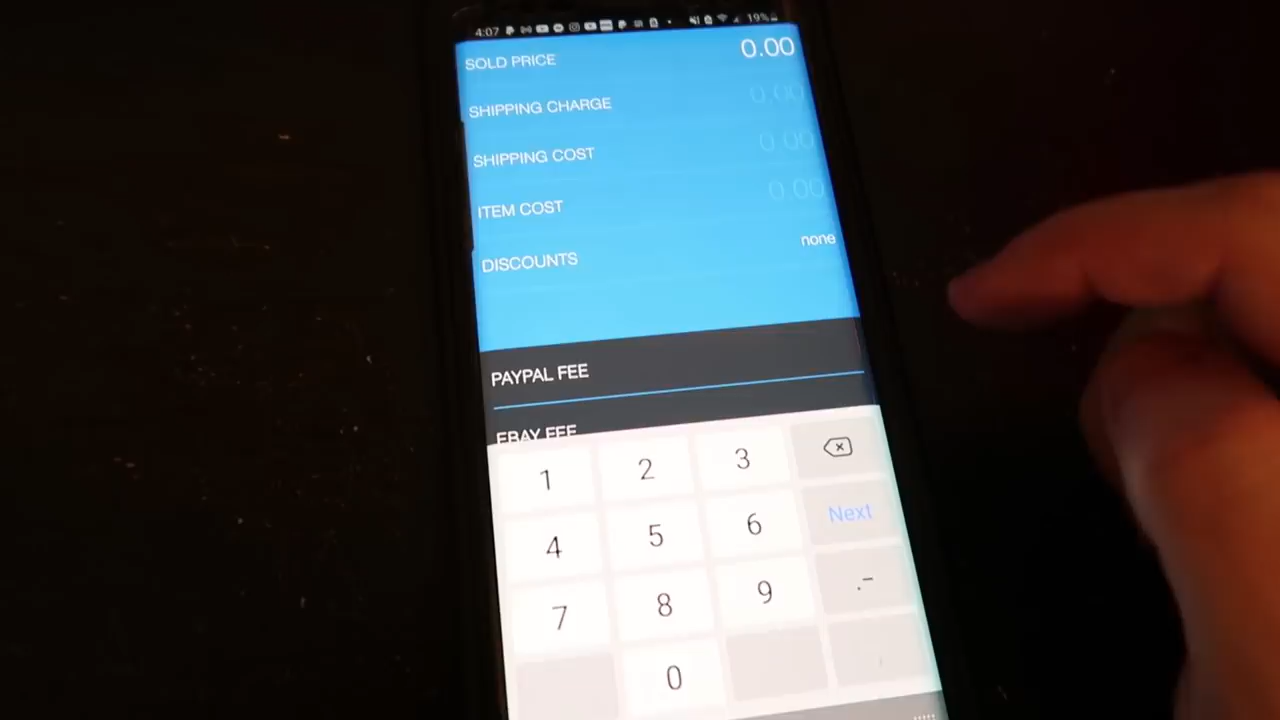 4:07 19%
SOLD PRICE 0.00
SHIPPING CHARGE 0.00
SHIPPING COST 0.00
ITEM COST 0.00
DISCOUNTS none
PAYPAL FEE
EBAY FEE
1 2 3
4 5 6 Next
7 8 9 .-
0